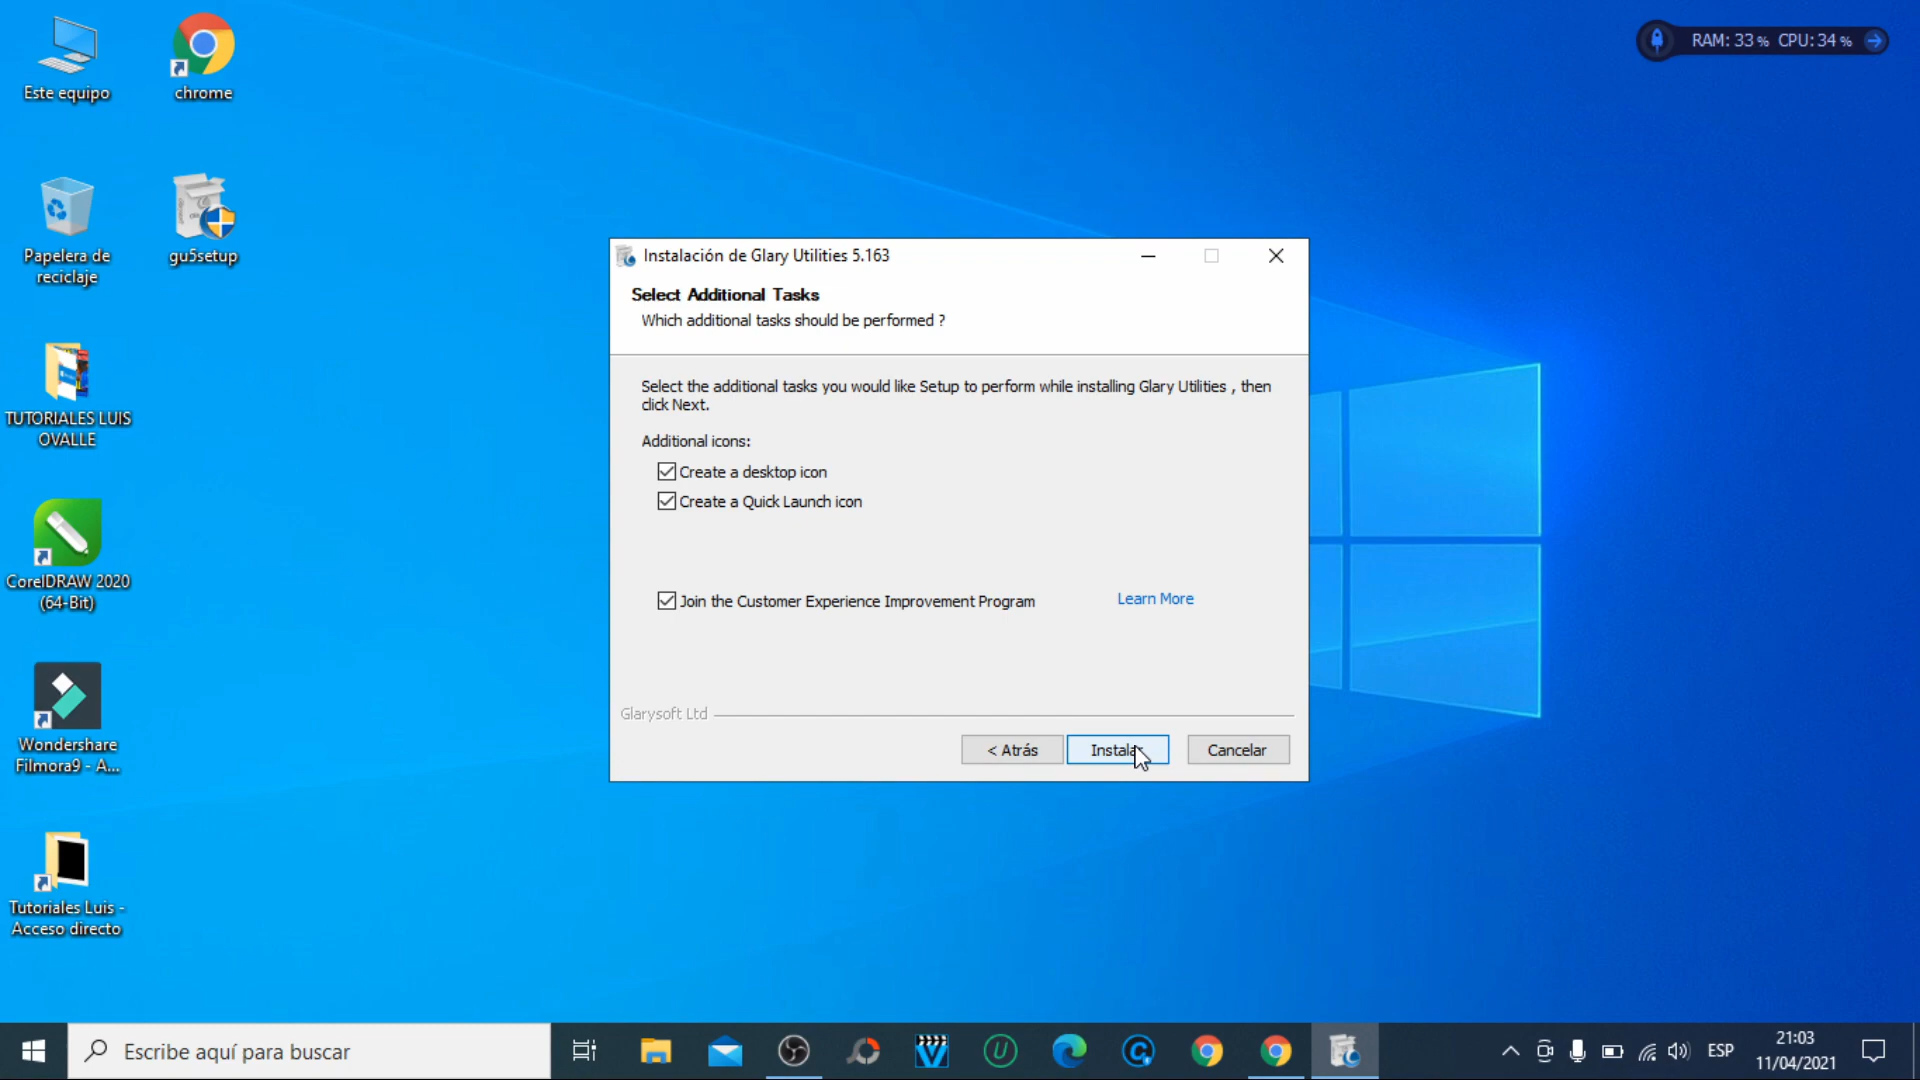 Este equipo
chrome
RAM: 33 % CPU: 34 %
Papelera de
reciclaje
gu5setup
TUTORIALES LUIS
OVALLE
CorelDRAW 2020
(64-Bit)
Wondershare
Filmora9 - A...
Tutoriales Luis -
Acceso directo
Instalación de Glary Utilities 5.163
Select Additional Tasks
Which additional tasks should be performed ?
Select the additional tasks you would like Setup to perform while installing Glary Utilities , then
click Next.
Additional icons:
Create a desktop icon
Create a Quick Launch icon
Join the Customer Experience Improvement Program
Learn More
Glarysoft Ltd
< Atrás
Instalar
Cancelar
Escribe aquí para buscar
ESP
21:03
11/04/2021